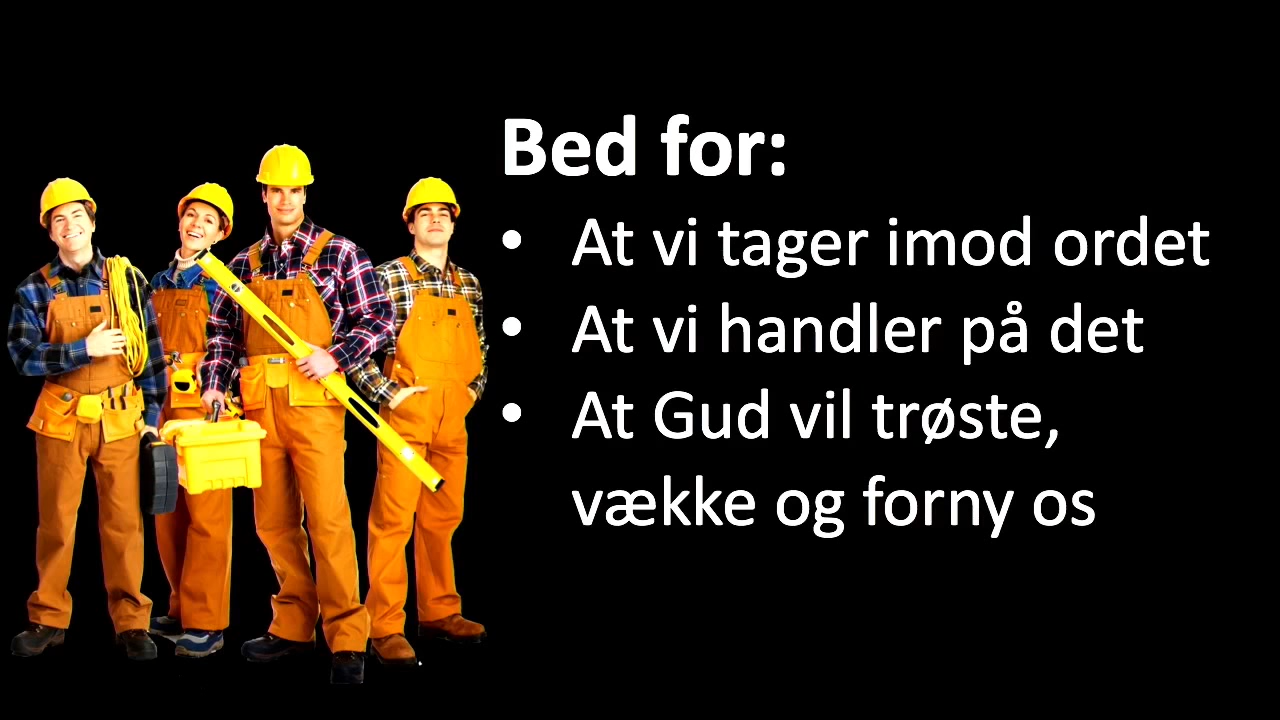 Bed for:
• At vi tager imod ordet
• At vi handler på det
• At Gud vil trøste,
vække og forny os